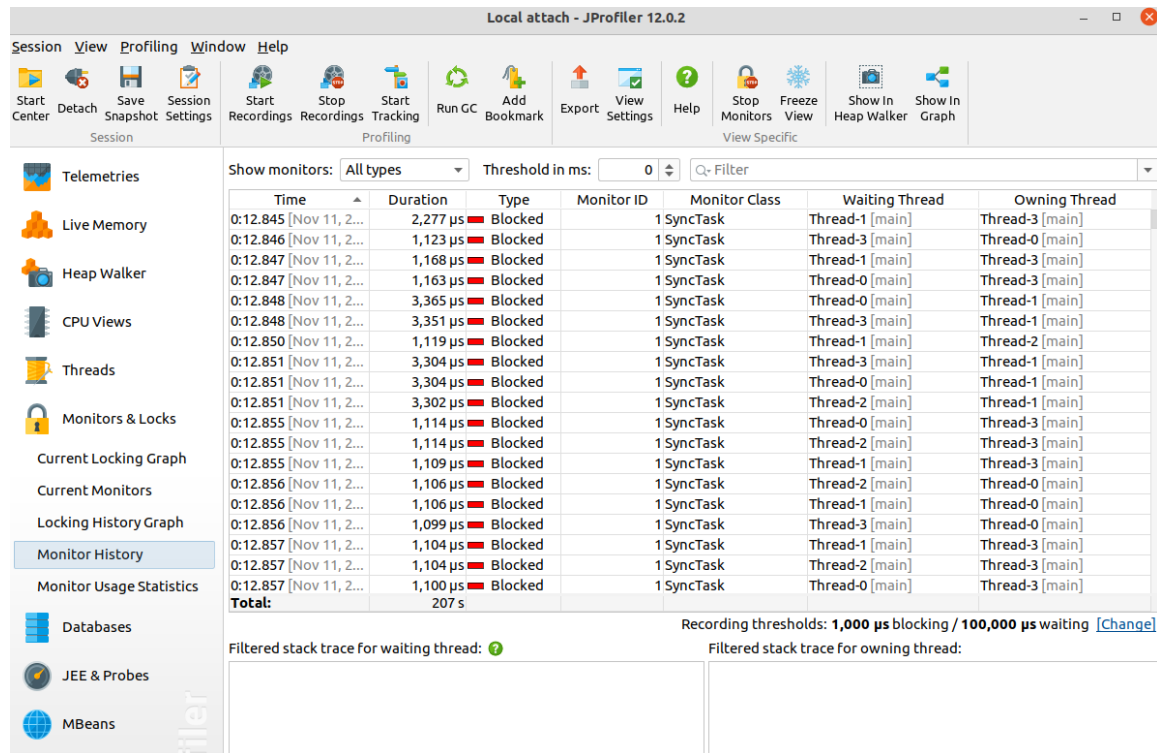 Local attach - JProfiler 12.0.2
Session View Profiling Window Help
Start Center
Detach
Save Snapshot
Session Settings
Start Recordings
Stop Recordings
Start Tracking
Run GC
Add Bookmark
Export
View Settings
Help
Stop Monitors
Freeze View
Show In Heap Walker
Show In Graph
Session
Profiling
View Specific
Telemetries
Live Memory
Heap Walker
CPU Views
Threads
Monitors & Locks
Current Locking Graph
Current Monitors
Locking History Graph
Monitor History
Monitor Usage Statistics
Databases
JEE & Probes
MBeans
Show monitors: All types Threshold in ms: 0 Filter
Time Duration Type Monitor ID Monitor Class Waiting Thread Owning Thread
0:12.845 [Nov 11, 2... 2,277 µs Blocked 1 SyncTask Thread-1 [main] Thread-3 [main]
0:12.846 [Nov 11, 2... 1,123 µs Blocked 1 SyncTask Thread-3 [main] Thread-0 [main]
0:12.847 [Nov 11, 2... 1,168 µs Blocked 1 SyncTask Thread-1 [main] Thread-3 [main]
0:12.847 [Nov 11, 2... 1,163 µs Blocked 1 SyncTask Thread-0 [main] Thread-3 [main]
0:12.848 [Nov 11, 2... 3,365 µs Blocked 1 SyncTask Thread-0 [main] Thread-1 [main]
0:12.848 [Nov 11, 2... 3,351 µs Blocked 1 SyncTask Thread-3 [main] Thread-1 [main]
0:12.850 [Nov 11, 2... 1,119 µs Blocked 1 SyncTask Thread-1 [main] Thread-2 [main]
0:12.851 [Nov 11, 2... 3,304 µs Blocked 1 SyncTask Thread-3 [main] Thread-1 [main]
0:12.851 [Nov 11, 2... 3,304 µs Blocked 1 SyncTask Thread-0 [main] Thread-1 [main]
0:12.851 [Nov 11, 2... 3,302 µs Blocked 1 SyncTask Thread-2 [main] Thread-1 [main]
0:12.855 [Nov 11, 2... 1,114 µs Blocked 1 SyncTask Thread-0 [main] Thread-3 [main]
0:12.855 [Nov 11, 2... 1,114 µs Blocked 1 SyncTask Thread-2 [main] Thread-3 [main]
0:12.855 [Nov 11, 2... 1,109 µs Blocked 1 SyncTask Thread-1 [main] Thread-3 [main]
0:12.856 [Nov 11, 2... 1,106 µs Blocked 1 SyncTask Thread-2 [main] Thread-0 [main]
0:12.856 [Nov 11, 2... 1,106 µs Blocked 1 SyncTask Thread-1 [main] Thread-0 [main]
0:12.856 [Nov 11, 2... 1,099 µs Blocked 1 SyncTask Thread-3 [main] Thread-0 [main]
0:12.857 [Nov 11, 2... 1,104 µs Blocked 1 SyncTask Thread-1 [main] Thread-3 [main]
0:12.857 [Nov 11, 2... 1,104 µs Blocked 1 SyncTask Thread-2 [main] Thread-3 [main]
0:12.857 [Nov 11, 2... 1,100 µs Blocked 1 SyncTask Thread-0 [main] Thread-3 [main]
Total: 207 s
Recording thresholds: 1,000 µs blocking / 100,000 µs waiting [Change]
Filtered stack trace for waiting thread: Filtered stack trace for owning thread: